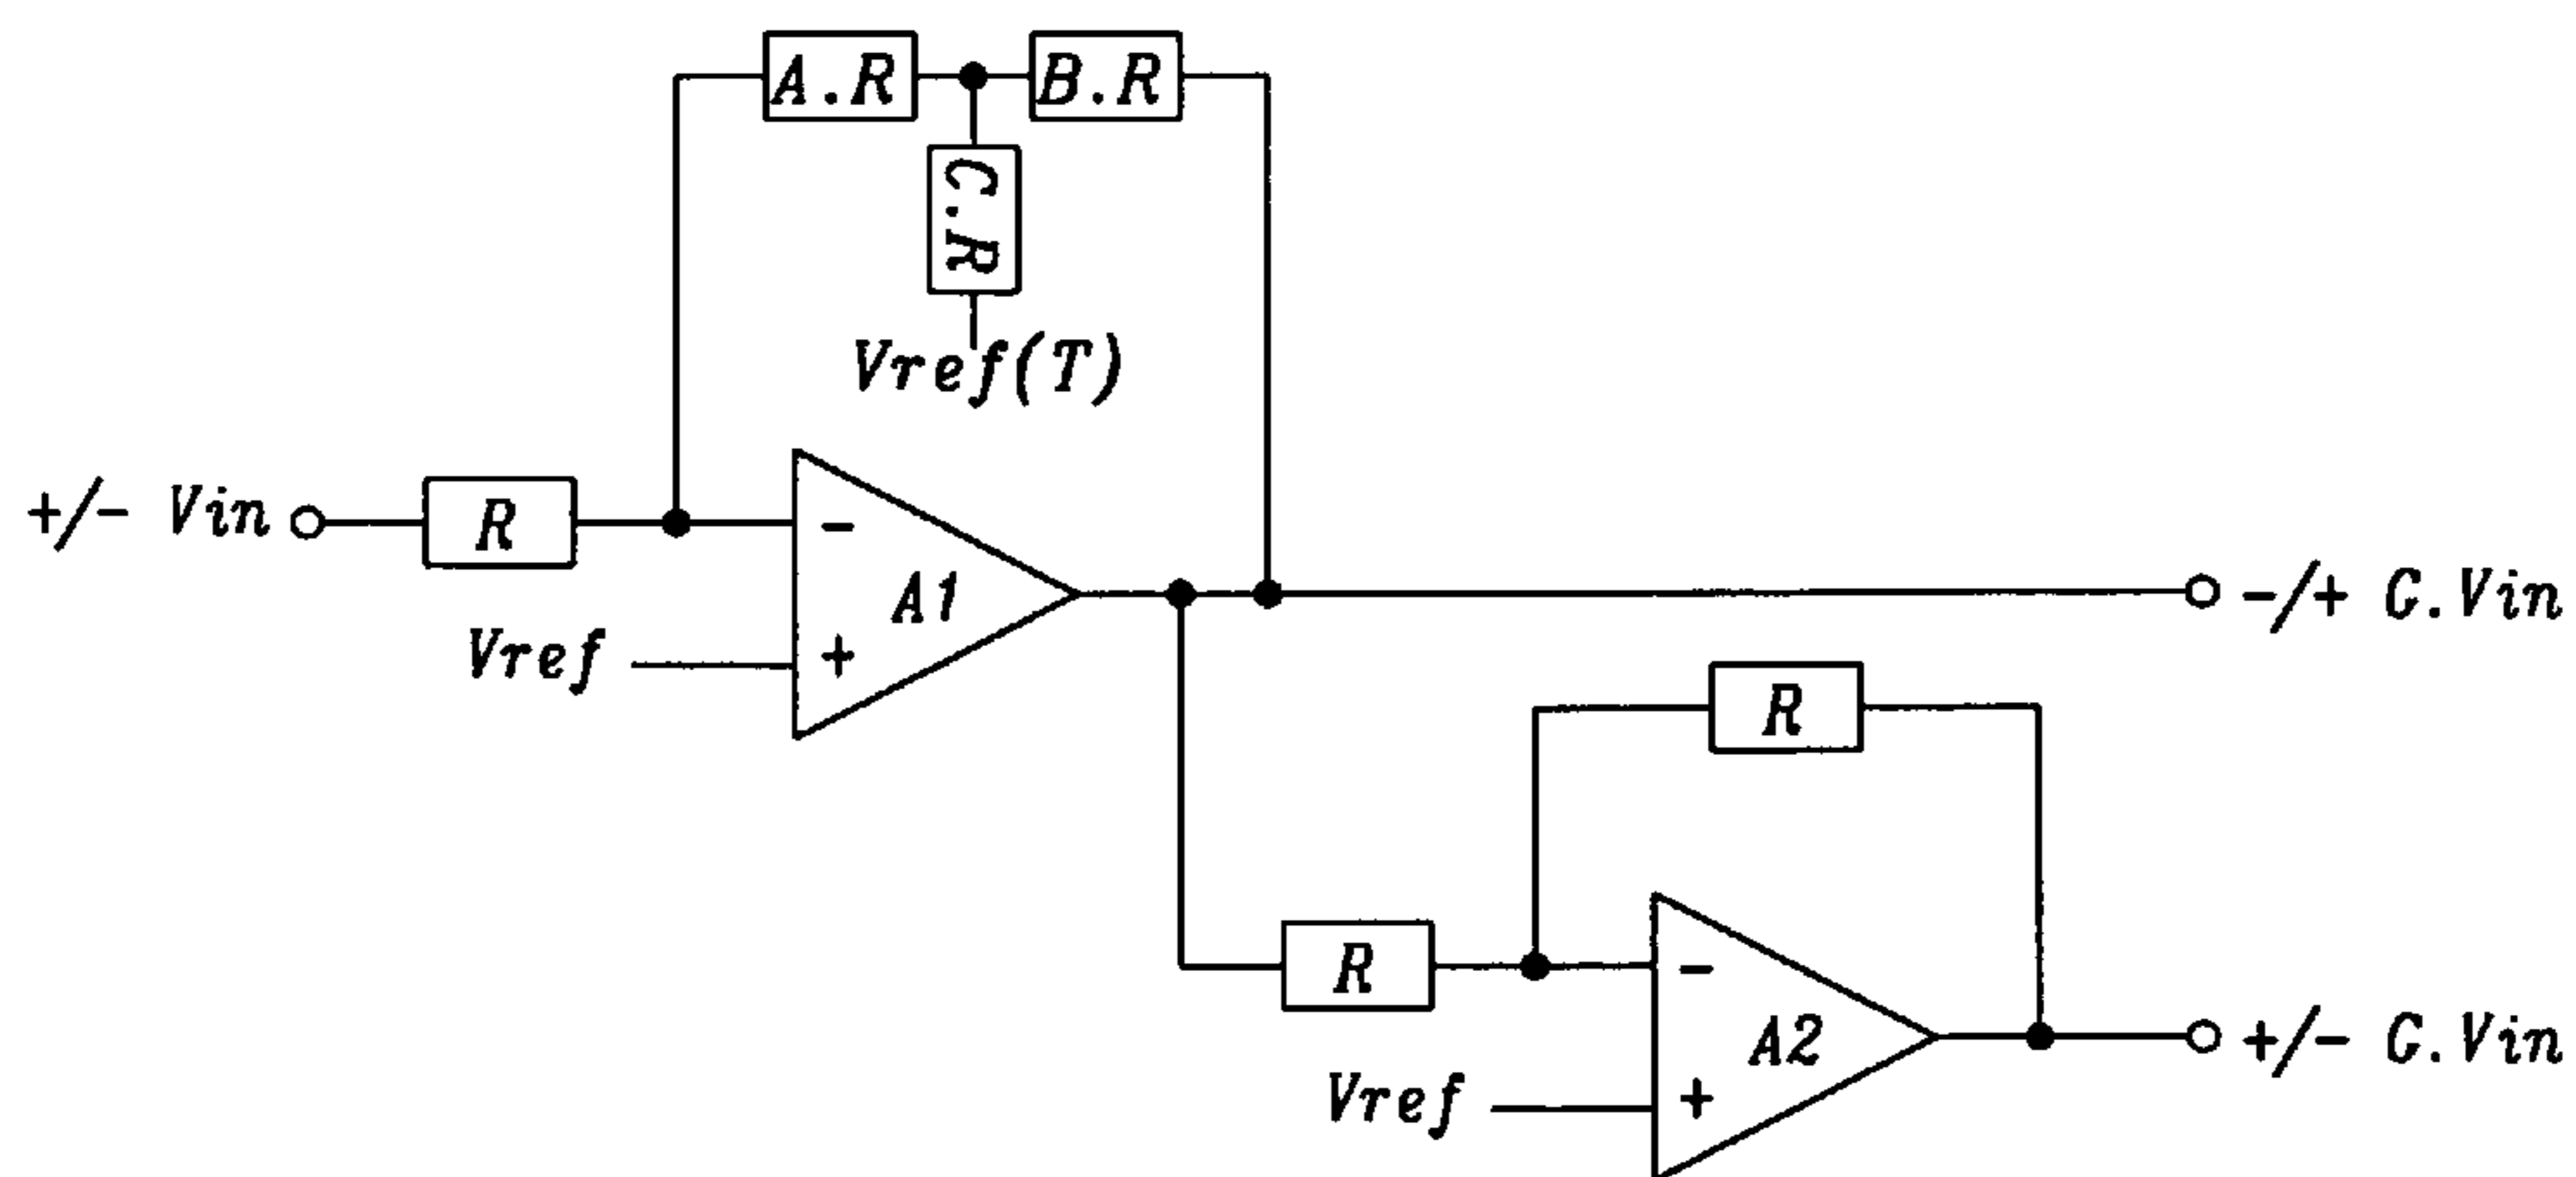 A.R
B.R
C.R
Vref(T)
+/- Vin
R
-
A1
+
Vref
-/+ G.Vin
R
R
-
A2
+
Vref
+/- G.Vin